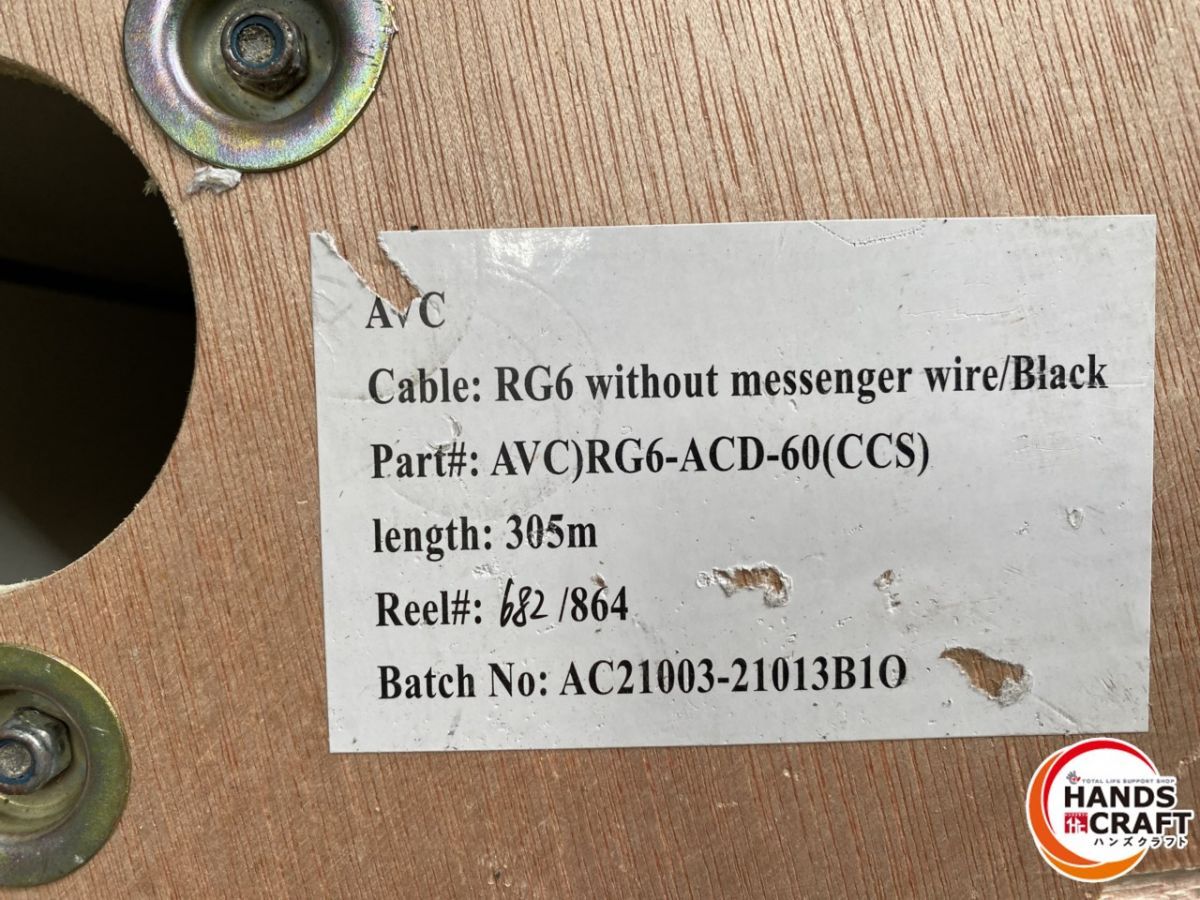 AVC
Cable: RG6 without messenger wire/Black
Part#: AVC)RG6-ACD-60(CCS)
length: 305m
Reel#: 682 /864
Batch No: AC21003-21013B1O
TOTAL LIFE SUPPORT SHOP
HANDS
CRAFT
ハンズクラフト